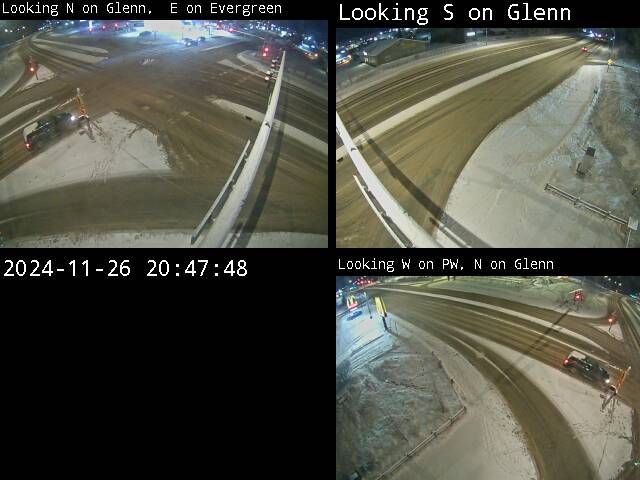 Looking N on Glenn, E on Evergreen
Looking S on Glenn
2024-11-26 20:47:48
Looking W on PW, N on Glenn